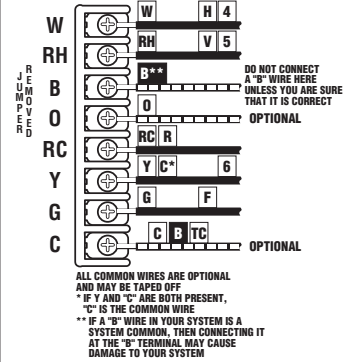 W W H 4
RH RH V 5
JUMPER REMOVED
B B** DO NOT CONNECT
A "B" WIRE HERE
UNLESS YOU ARE SURE
THAT IT IS CORRECT
O O OPTIONAL
RC RC R
Y Y C* 6
G G F
C C B TC OPTIONAL
ALL COMMON WIRES ARE OPTIONAL
AND MAY BE TAPED OFF
* IF Y AND "C" ARE BOTH PRESENT,
"C" IS THE COMMON WIRE
** IF A "B" WIRE IN YOUR SYSTEM IS A
SYSTEM COMMON, THEN CONNECTING IT
AT THE "B" TERMINAL MAY CAUSE
DAMAGE TO YOUR SYSTEM